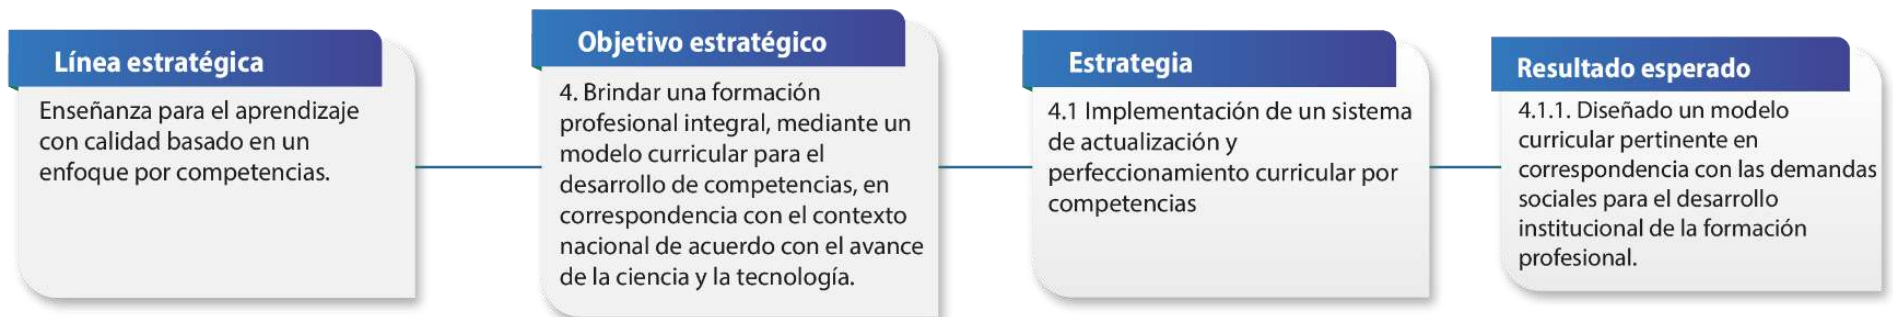 Línea estratégica
Enseñanza para el aprendizaje
con calidad basado en un
enfoque por competencias.
Objetivo estratégico
4. Brindar una formación
profesional integral, mediante un
modelo curricular para el
desarrollo de competencias, en
correspondencia con el contexto
nacional de acuerdo con el avance
de la ciencia y la tecnología.
Estrategia
4.1 Implementación de un sistema
de actualización y
perfeccionamiento curricular por
competencias
Resultado esperado
4.1.1. Diseñado un modelo
curricular pertinente en
correspondencia con las demandas
sociales para el desarrollo
institucional de la formación
profesional.